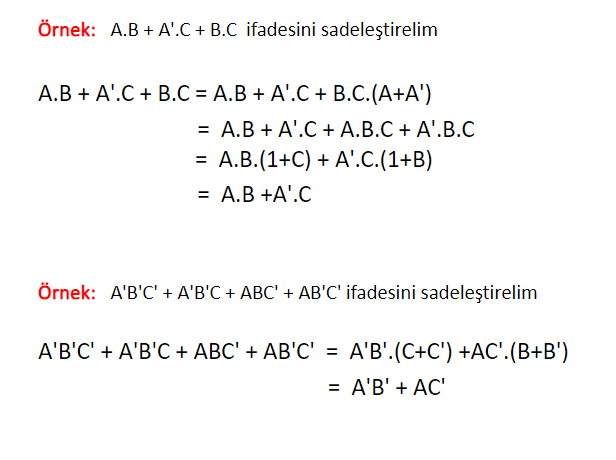 Örnek: A.B + A'.C + B.C ifadesini sadeleştirelim
A.B + A'.C + B.C = A.B + A'.C + B.C.(A+A')
= A.B + A'.C + A.B.C + A'.B.C
= A.B.(1+C) + A'.C.(1+B)
= A.B +A'.C
Örnek: A'B'C' + A'B'C + ABC' + AB'C' ifadesini sadeleştirelim
A'B'C' + A'B'C + ABC' + AB'C' = A'B'.(C+C') +AC'.(B+B')
= A'B' + AC'